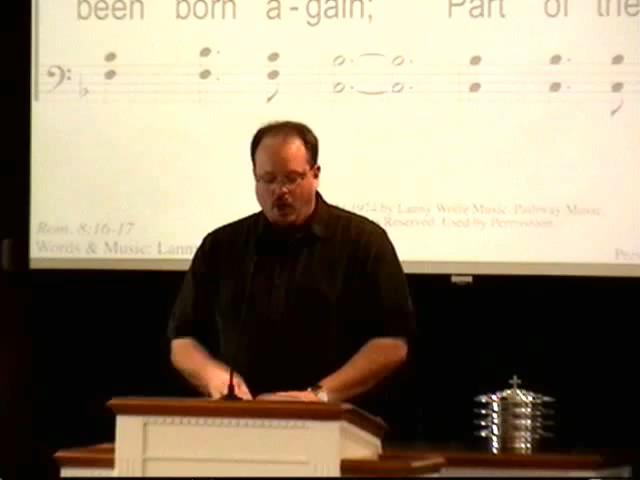 been born a - gain; Part of the
1974 by Lanny Wolfe Music. Pathway Music.
Rom. 8:16-17 Reserved. Used by Permission.
Words & Music: Lanny